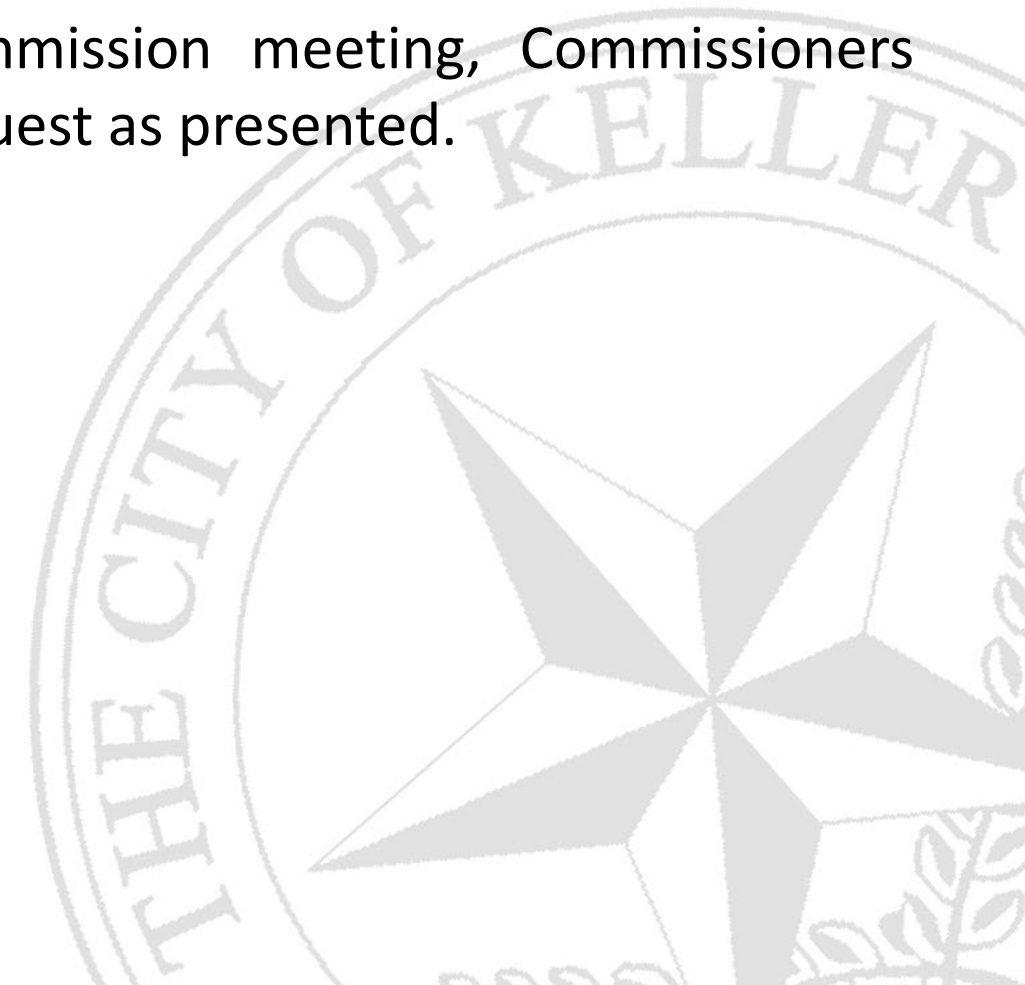 mmission meeting, Commissioners
uest as presented.
THE CITY OF KELLER